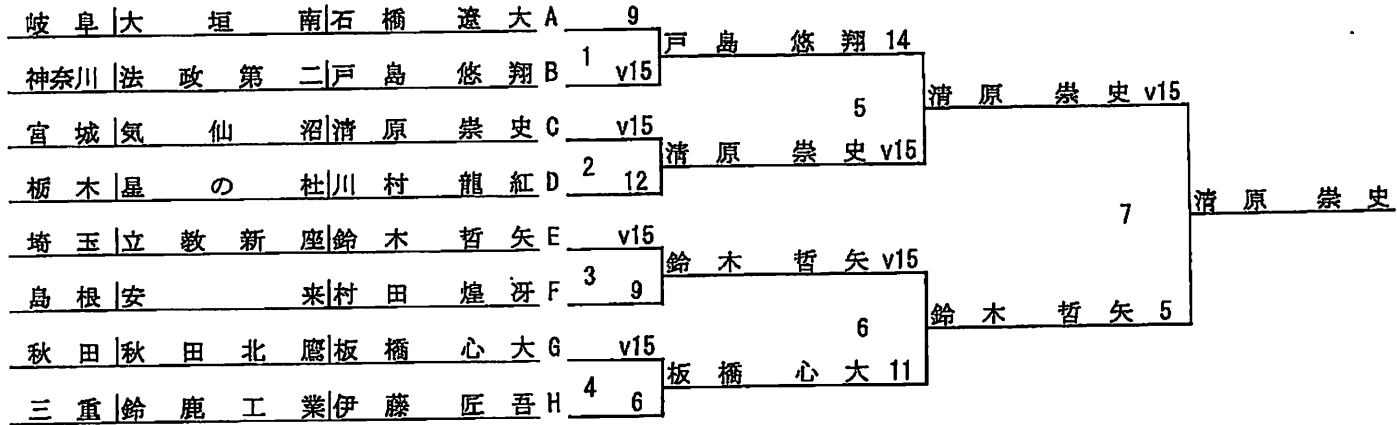 岐阜 大垣南 石橋遼大 A 9
戸島悠翔 14
神奈川 法政第二 戸島悠翔 B 1 v15
清原崇史 v15
5
宮城 気仙沼 清原崇史 C v15
清原崇史 v15
栃木 星の杜 川村龍紅 D 2 12
清原崇史
7
埼玉 立教新座 鈴木哲矢 E v15
鈴木哲矢 v15
島根 安来 村田煌冴 F 3 9
鈴木哲矢 5
6
秋田 秋田北鷹 板橋心大 G v15
板橋心大 11
三重 鈴鹿工業 伊藤匠吾 H 4 6